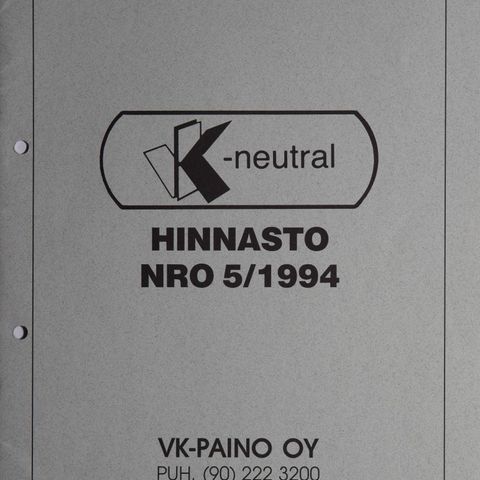 K-neutral
HINNASTO
NRO 5/1994
VK-PAINO OY
PUH. (90) 222 3200